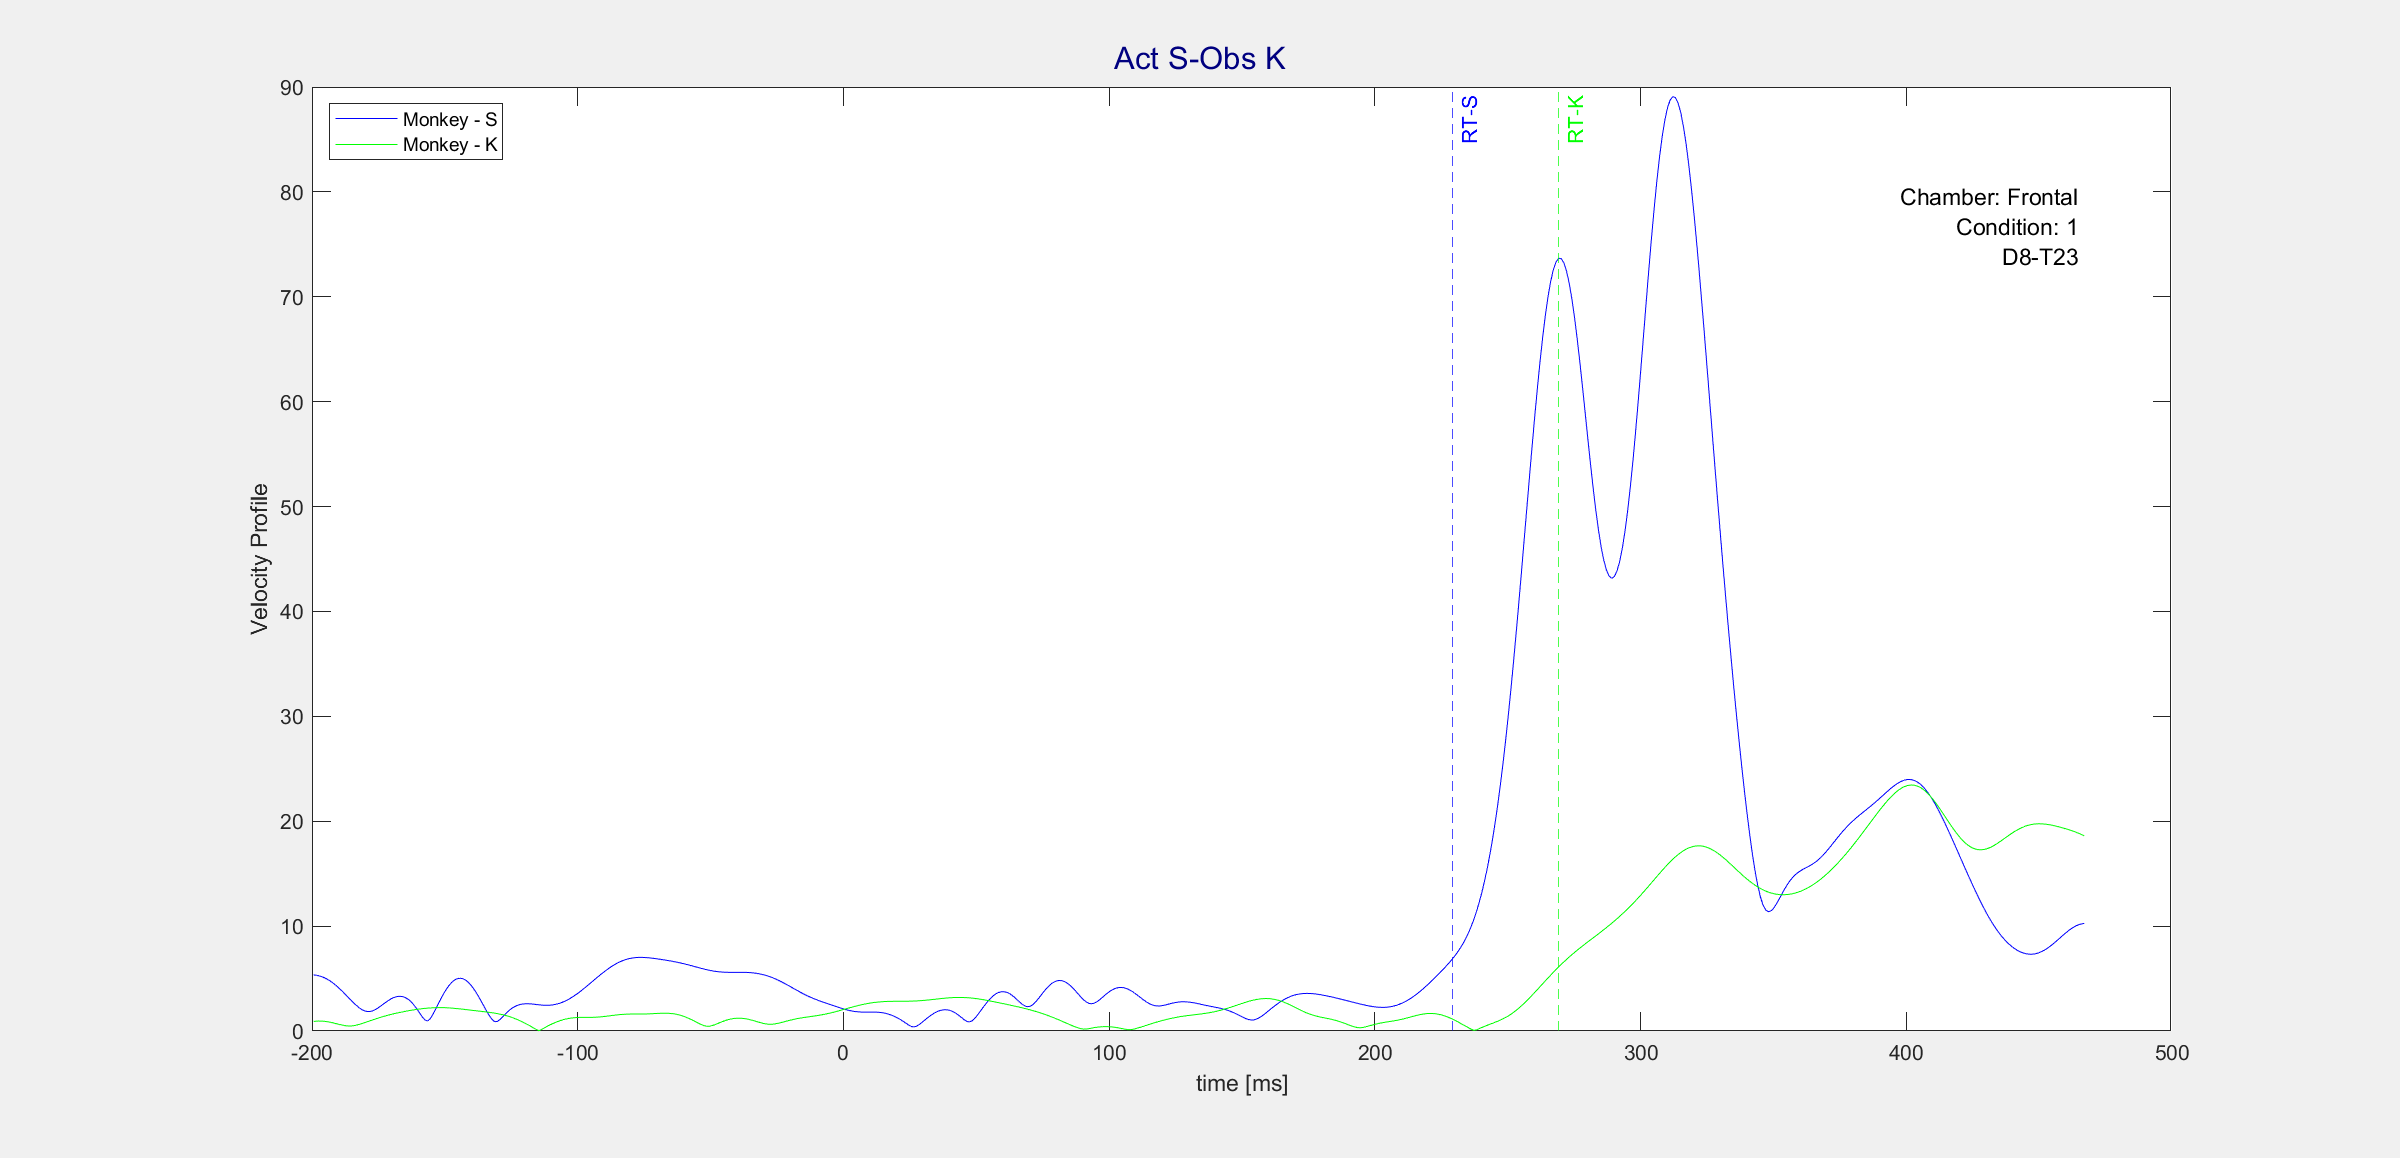 Act S-Obs K
90
80
70
60
50
40
30
20
10
0
Velocity Profile
Monkey - S
Monkey - K
RT-S
RT-K
Chamber: Frontal
Condition: 1
D8-T23
-200 -100 0 100 200 300 400 500
time [ms]